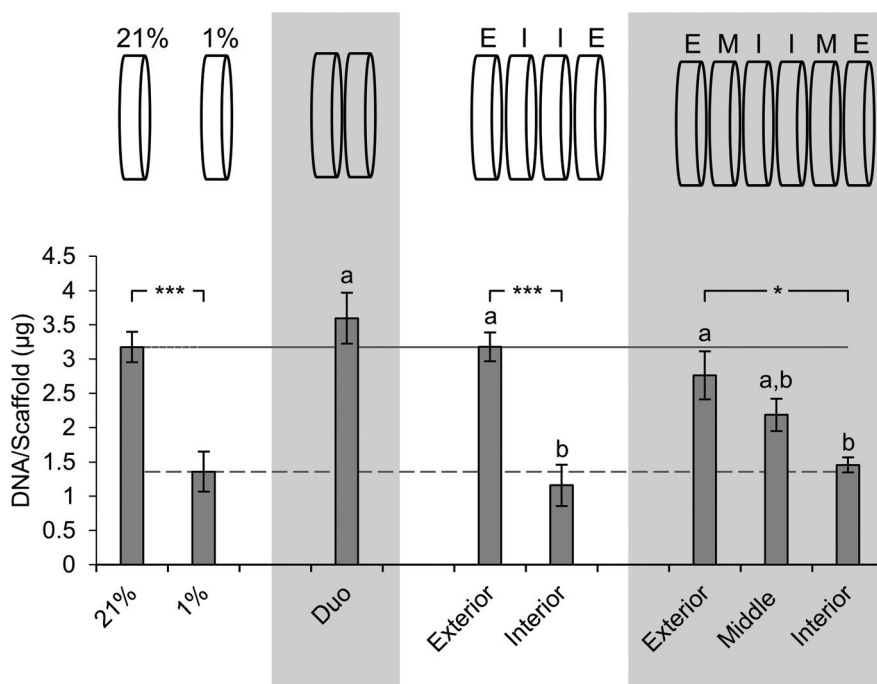 21% 1%
E I I E
E M I I M E
DNA/Scaffold (µg)
4.5
4
3.5
3
2.5
2
1.5
1
0.5
0
***
a
a
***
b
*
a
a,b
b
21%
1%
Duo
Exterior
Interior
Exterior
Middle
Interior